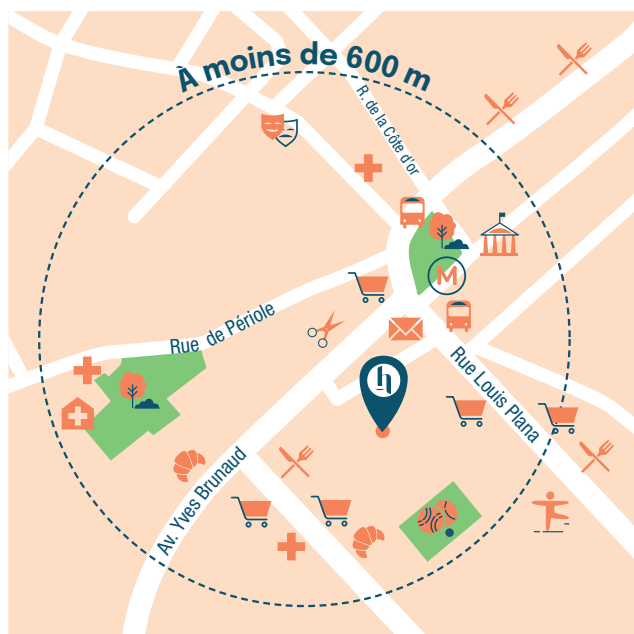 À moins de 600 m
R. de la Côte d'or
M
Rue de Périole
Rue Louis Plana
Av. Yves Brunaud